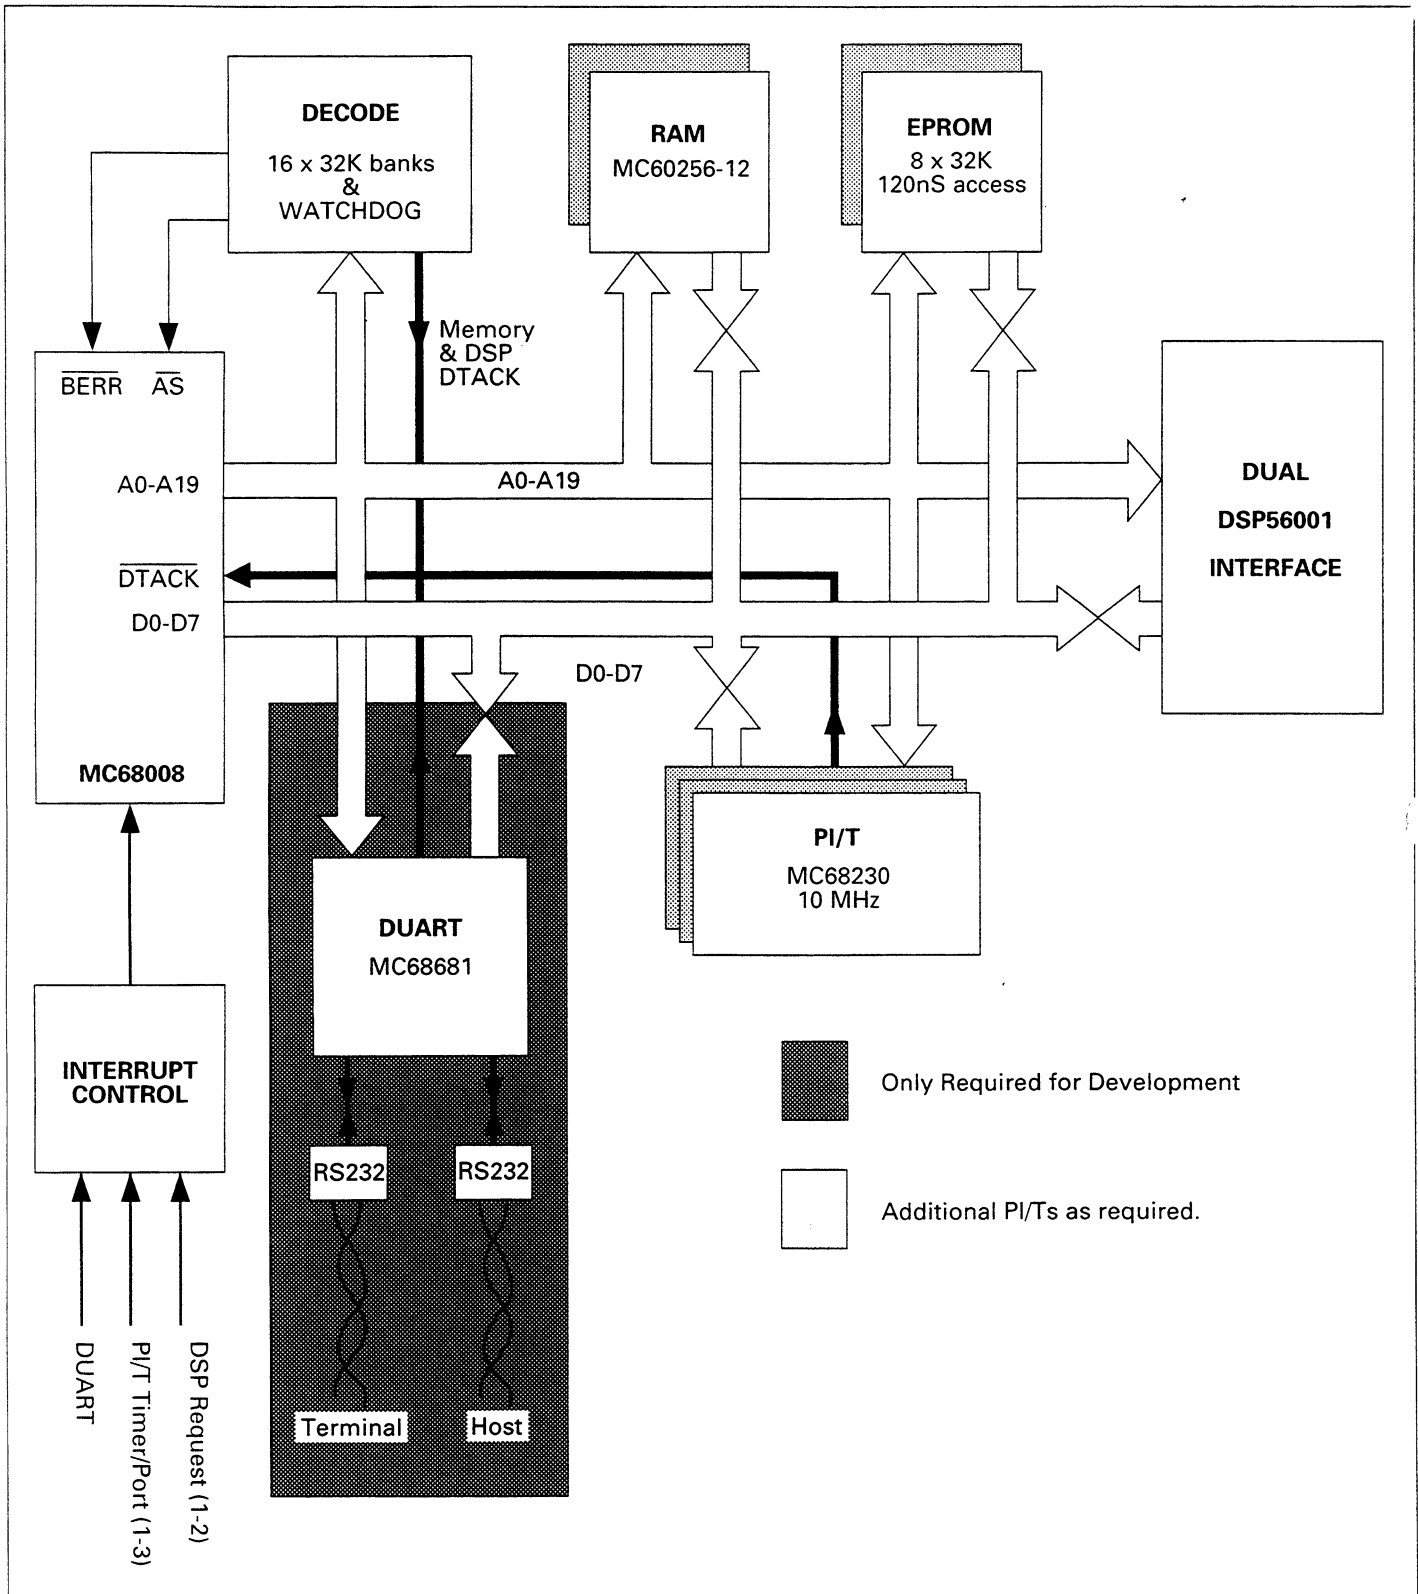 DECODE
16 x 32K banks
&
WATCHDOG
RAM
MC60256-12
EPROM
8 x 32K
120nS access
Memory
& DSP
DTACK
BERR AS
A0-A19
A0-A19
DTACK
D0-D7
D0-D7
MC68008
DUAL
DSP56001
INTERFACE
PI/T
MC68230
10 MHz
DUART
MC68681
INTERRUPT
CONTROL
RS232
RS232
Terminal
Host
Only Required for Development
Additional PI/Ts as required.
DUART
PI/T Timer/Port (1-3)
DSP Request (1-2)